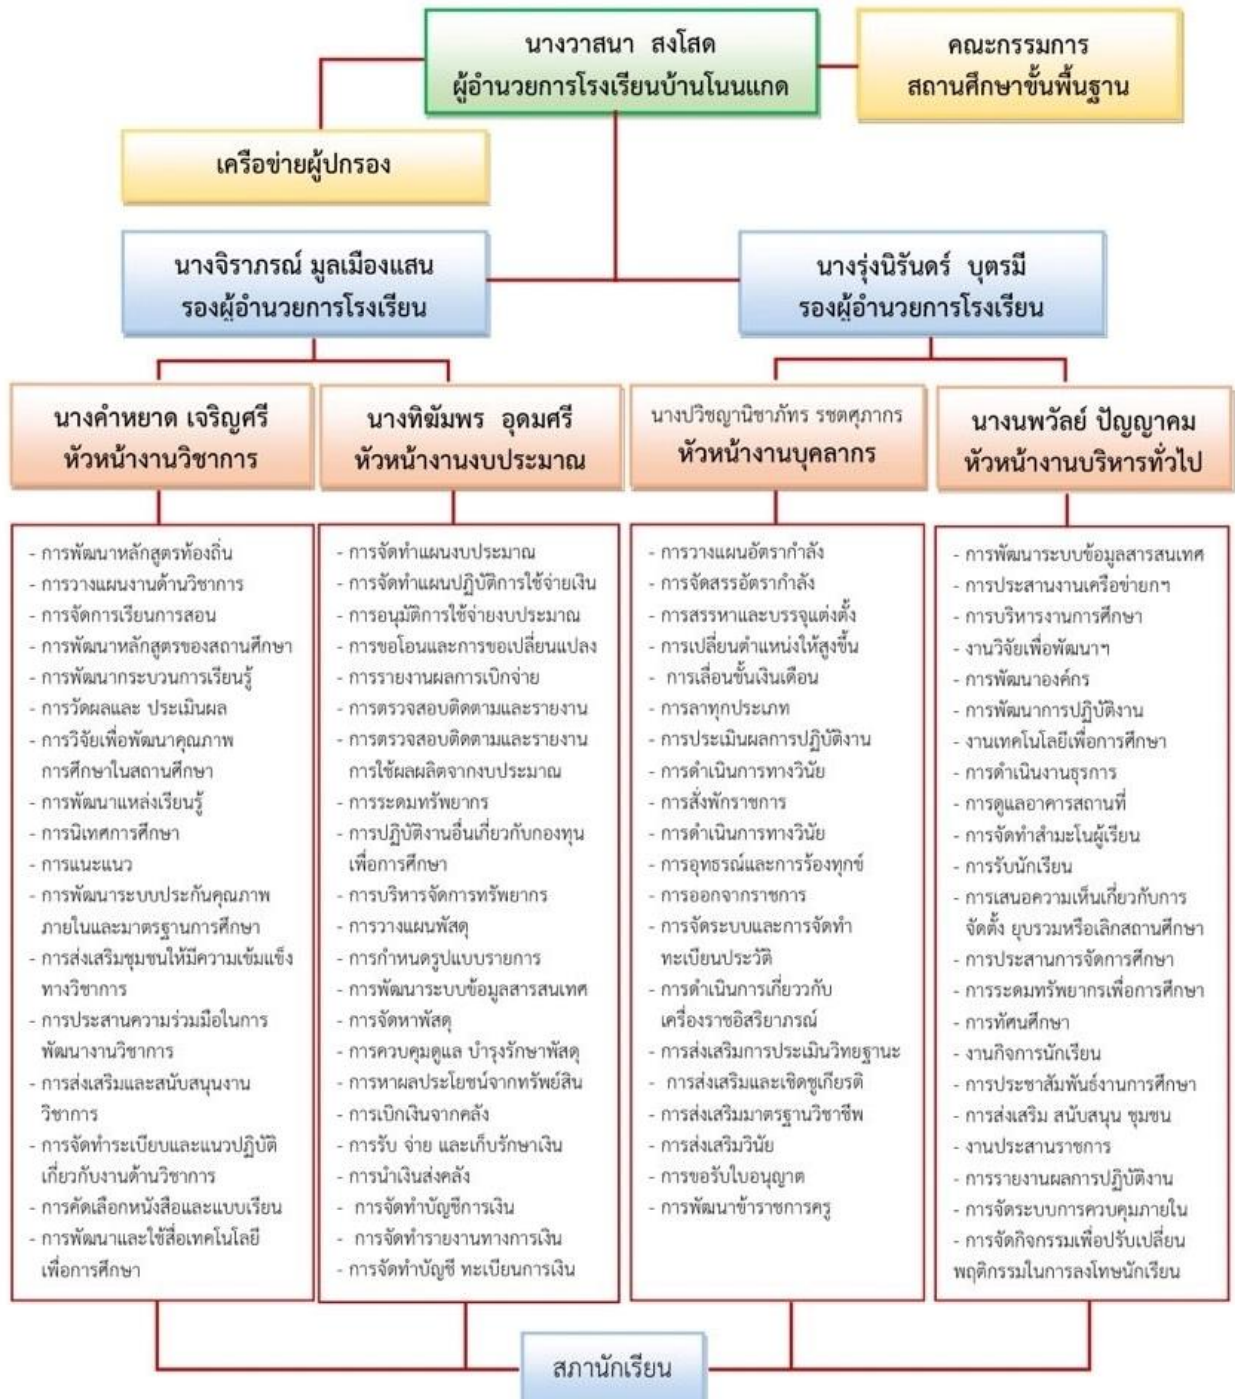 นางวาสนา สงโสด
ผู้อำนวยการโรงเรียนบ้านโนนแกด
คณะกรรมการ
สถานศึกษาขั้นพื้นฐาน
เครือข่ายผู้ปกรอง
นางจิราภรณ์ มูลเมืองแสน
รองผู้อำนวยการโรงเรียน
นางรุ่งนิรันดร์ บุตรมี
รองผู้อำนวยการโรงเรียน
นางคำหยาด เจริญศรี
หัวหน้างานวิชาการ
นางทิฆัมพร อุดมศรี
หัวหน้างานงบประมาณ
นางปวิชญานิชาภัทร รชตศุภากร
หัวหน้างานบุคลากร
นางนพวัลย์ ปัญญาคม
หัวหน้างานบริหารทั่วไป
- การพัฒนาหลักสูตรท้องถิ่น
- การวางแผนงานด้านวิชาการ
- การจัดการเรียนการสอน
- การพัฒนาหลักสูตรของสถานศึกษา
- การพัฒนากระบวนการเรียนรู้
- การวัดผลและ ประเมินผล
- การวิจัยเพื่อพัฒนาคุณภาพ
การศึกษาในสถานศึกษา
- การพัฒนาแหล่งเรียนรู้
- การนิเทศการศึกษา
- การแนะแนว
- การพัฒนาระบบประกันคุณภาพ
ภายในและมาตรฐานการศึกษา
- การส่งเสริมชุมชนให้มีความเข้มแข็ง
ทางวิชาการ
- การประสานความร่วมมือในการ
พัฒนางานวิชาการ
- การส่งเสริมและสนับสนุนงาน
วิชาการ
- การจัดทำระเบียบและแนวปฏิบัติ
เกี่ยวกับงานด้านวิชาการ
- การคัดเลือกหนังสือและแบบเรียน
- การพัฒนาและใช้สื่อเทคโนโลยี
เพื่อการศึกษา
- การจัดทำแผนงบประมาณ
- การจัดทำแผนปฏิบัติการใช้จ่ายเงิน
- การอนุมัติการใช้จ่ายงบประมาณ
- การขอโอนและการขอเปลี่ยนแปลง
- การรายงานผลการเบิกจ่าย
- การตรวจสอบติดตามและรายงาน
- การตรวจสอบติดตามและรายงาน
การใช้ผลผลิตจากงบประมาณ
- การระดมทรัพยากร
- การปฏิบัติงานอื่นเกี่ยวกับกองทุน
เพื่อการศึกษา
- การบริหารจัดการทรัพยากร
- การวางแผนพัสดุ
- การกำหนดรูปแบบรายการ
- การพัฒนาระบบข้อมูลสารสนเทศ
- การจัดหาพัสดุ
- การควบคุมดูแล บำรุงรักษาพัสดุ
- การหาผลประโยชน์จากทรัพย์สิน
- การเบิกเงินจากคลัง
- การรับ จ่าย และเก็บรักษาเงิน
- การนำเงินส่งคลัง
- การจัดทำบัญชีการเงิน
- การจัดทำรายงานทางการเงิน
- การจัดทำบัญชี ทะเบียนการเงิน
- การวางแผนอัตรากำลัง
- การจัดสรรอัตรากำลัง
- การสรรหาและบรรจุแต่งตั้ง
- การเปลี่ยนตำแหน่งให้สูงขึ้น
- การเลื่อนขั้นเงินเดือน
- การลาทุกประเภท
- การประเมินผลการปฏิบัติงาน
- การดำเนินการทางวินัย
- การสั่งพักราชการ
- การดำเนินการทางวินัย
- การอุทธรณ์และการร้องทุกข์
- การออกจากราชการ
- การจัดระบบและการจัดทำ
ทะเบียนประวัติ
- การดำเนินการเกี่ยววกับ
เครื่องราชอิสริยาภรณ์
- การส่งเสริมการประเมินวิทยฐานะ
- การส่งเสริมและเชิดชูเกียรติ
- การส่งเสริมมาตรฐานวิชาชีพ
- การส่งเสริมวินัย
- การขอรับใบอนุญาต
- การพัฒนาข้าราชการครู
- การพัฒนาระบบข้อมูลสารสนเทศ
- การประสานงานเครือข่ายกฯ
- การบริหารงานการศึกษา
- งานวิจัยเพื่อพัฒนาฯ
- การพัฒนาองค์กร
- การพัฒนาการปฏิบัติงาน
- งานเทคโนโลยีเพื่อการศึกษา
- การดำเนินงานธุรการ
- การดูแลอาคารสถานที่
- การจัดทำสำมะโนผู้เรียน
- การรับนักเรียน
- การเสนอความเห็นเกี่ยวกับการ
จัดตั้ง ยุบรวมหรือเลิกสถานศึกษา
- การประสานการจัดการศึกษา
- การระดมทรัพยากรเพื่อการศึกษา
- การทัศนศึกษา
- งานกิจการนักเรียน
- การประชาสัมพันธ์งานการศึกษา
- การส่งเสริม สนับสนุน ชุมชน
- งานประสานราชการ
- การรายงานผลการปฏิบัติงาน
- การจัดระบบการควบคุมภายใน
- การจัดกิจกรรมเพื่อปรับเปลี่ยน
พฤติกรรมในการลงโทษนักเรียน
สภานักเรียน